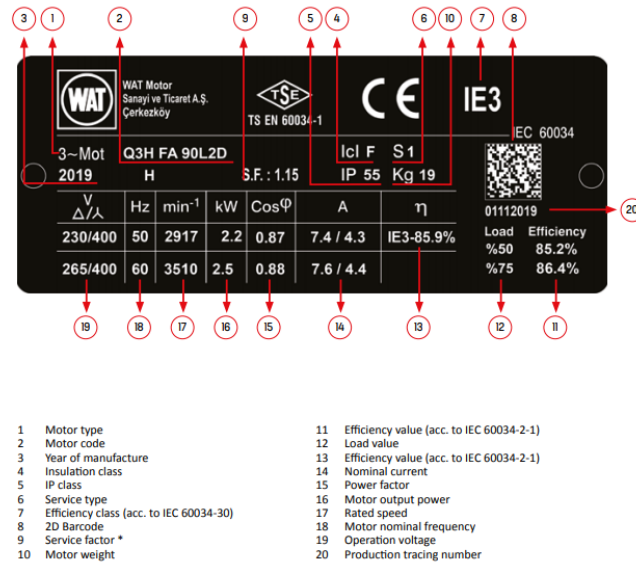 3 1 2 9 5 4 6 10 7 8
WAT
WAT Motor
Sanayi ve Ticaret A.Ş.
Çerkezköy
TSE
TS EN 60034-1
CE
IE3
IEC 60034
3~Mot Q3H FA 90L2D Icl F S1
2019 H S.F. : 1.15 IP 55 Kg 19
01112019
20
V Δ/⅄ Hz min⁻¹ kW Cosφ A η
230/400 50 2917 2.2 0.87 7.4 / 4.3 IE3-85.9%
265/400 60 3510 2.5 0.88 7.6 / 4.4
Load Efficiency
%50 85.2%
%75 86.4%
19 18 17 16 15 14 13 12 11
1 Motor type
2 Motor code
3 Year of manufacture
4 Insulation class
5 IP class
6 Service type
7 Efficiency class (acc. to IEC 60034-30)
8 2D Barcode
9 Service factor *
10 Motor weight
11 Efficiency value (acc. to IEC 60034-2-1)
12 Load value
13 Efficiency value (acc. to IEC 60034-2-1)
14 Nominal current
15 Power factor
16 Motor output power
17 Rated speed
18 Motor nominal frequency
19 Operation voltage
20 Production tracing number